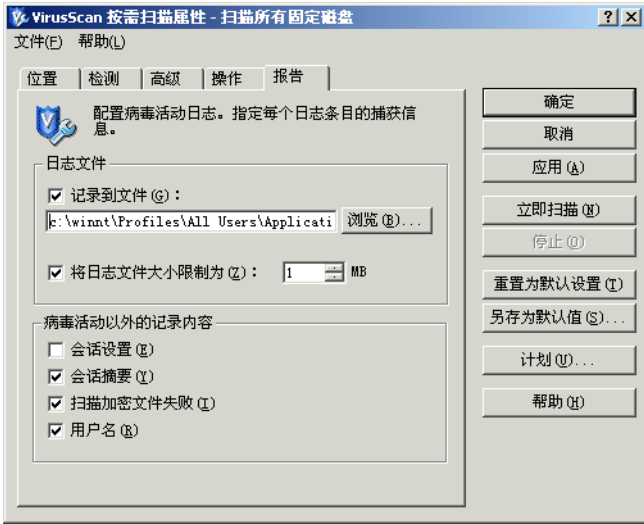 VirusScan 按需扫描属性 - 扫描所有固定磁盘
文件(F) 帮助(L)
位置 检测 高级 操作 报告
配置病毒活动日志。指定每个日志条目的捕获信
息。
日志文件
记录到文件(G)：
c:\winnt\Profiles\All Users\Applicati 浏览(B)...
将日志文件大小限制为(Z)： 1 MB
病毒活动以外的记录内容
会话设置(E)
会话摘要(Y)
扫描加密文件失败(I)
用户名(R)
确定
取消
应用(A)
立即扫描(N)
停止(O)
重置为默认设置(T)
另存为默认值(S)...
计划(U)...
帮助(H)